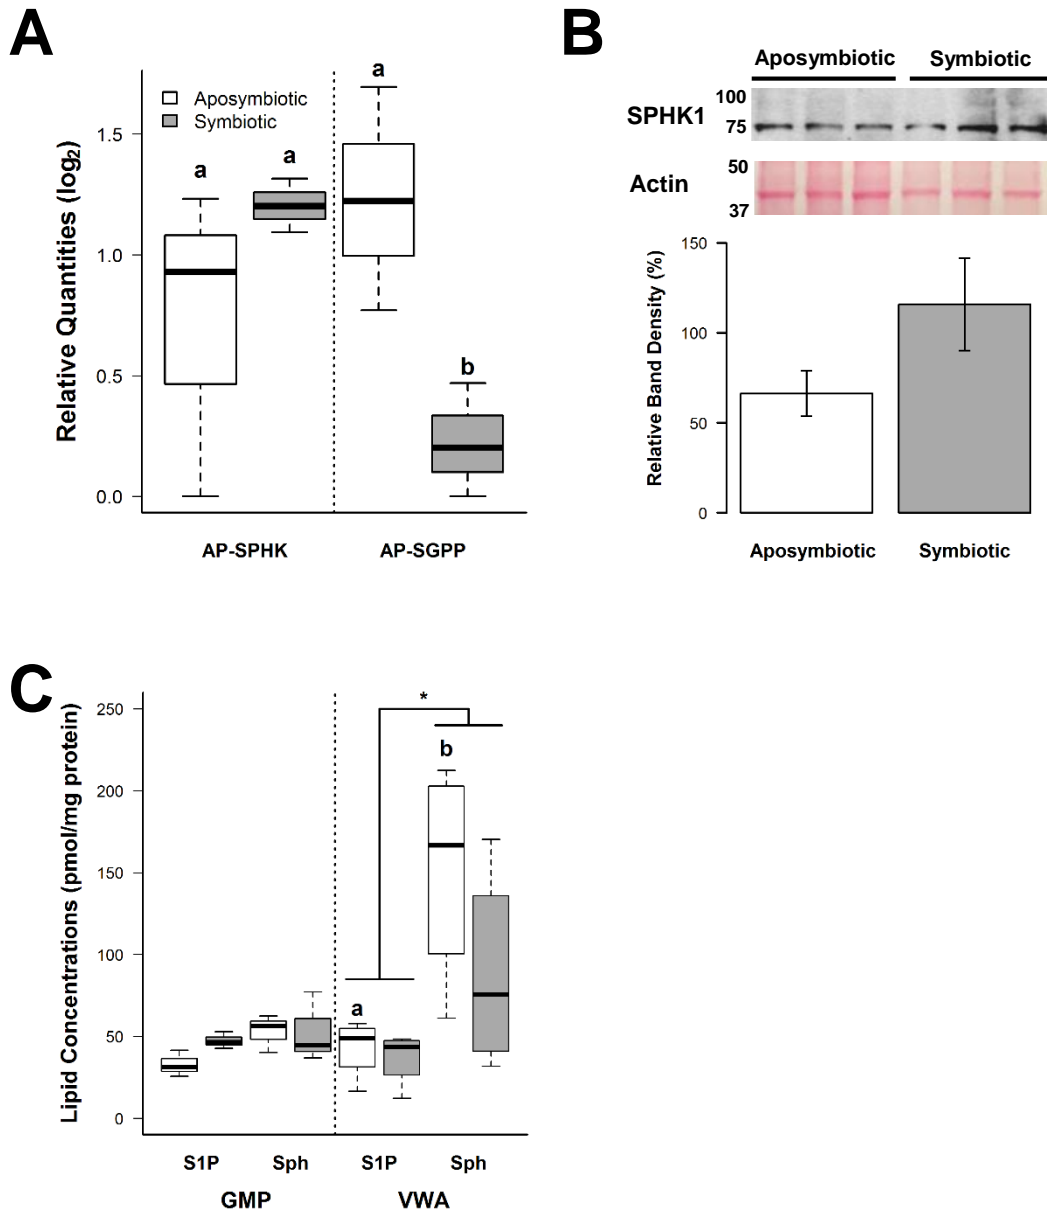 A
Relative Quantities (log2)
1.5
1.0
0.5
0.0
Aposymbiotic
Symbiotic
a
a
a
b
AP-SPHK
AP-SGPP
B
Aposymbiotic
Symbiotic
SPHK1
100
75
Actin
50
37
Relative Band Density (%)
150
100
50
0
Aposymbiotic
Symbiotic
C
Lipid Concentrations (pmol/mg protein)
250
200
150
100
50
0
*
a
b
S1P
Sph
S1P
Sph
GMP
VWA